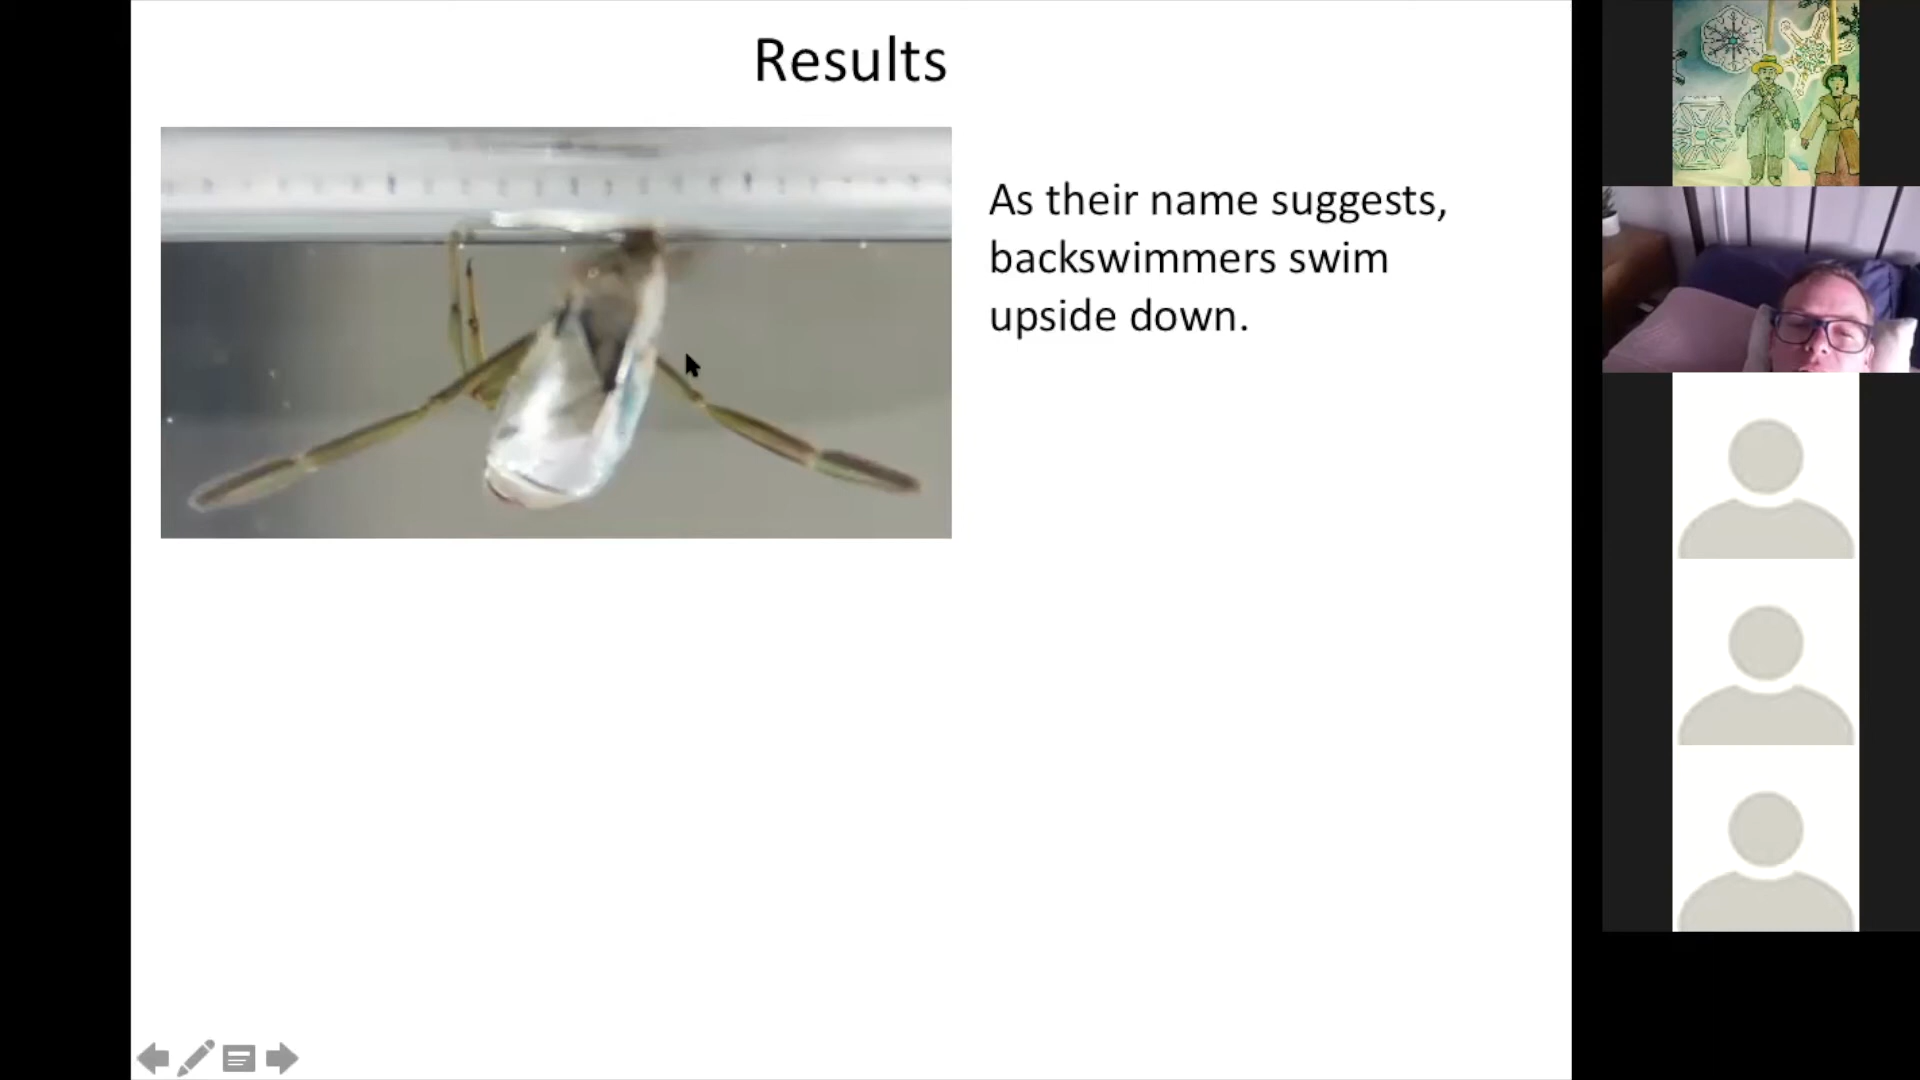 Results
As their name suggests,
backswimmers swim
upside down.